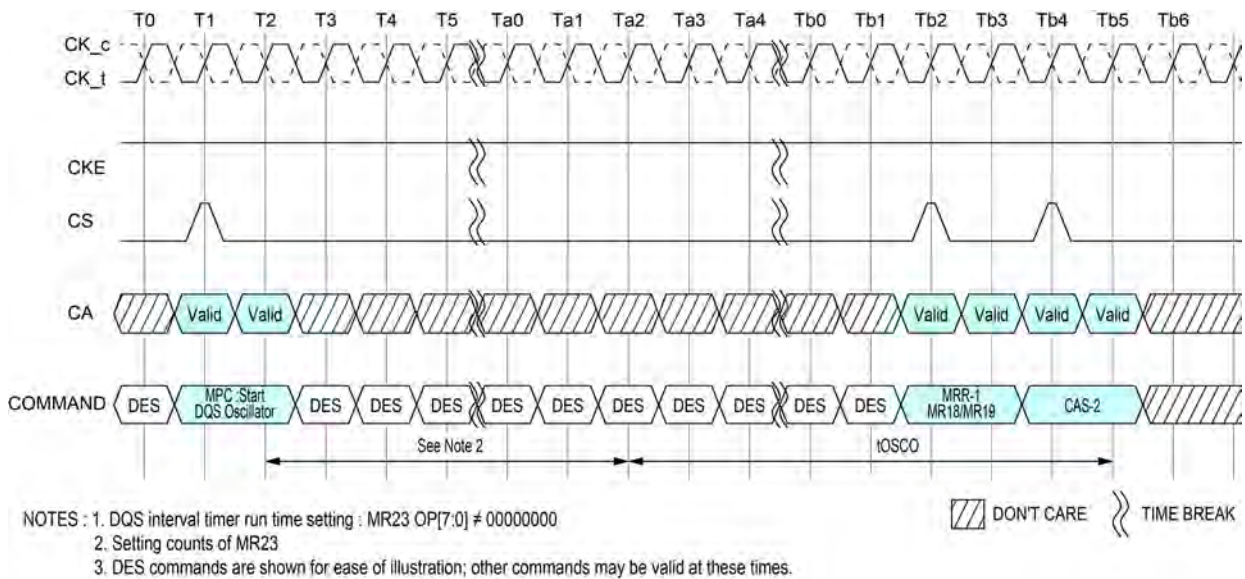 T0 T1 T2 T3 T4 T5 Ta0 Ta1 Ta2 Ta3 Ta4 Tb0 Tb1 Tb2 Tb3 Tb4 Tb5 Tb6
CK_c
CK_t
CKE
CS
CA Valid Valid Valid Valid Valid Valid
COMMAND DES MPC :Start DQS Oscillator DES DES DES DES DES DES DES DES DES DES MRR-1 MR18/MR19 CAS-2
See Note 2 tOSCO
NOTES : 1. DQS interval timer run time setting : MR23 OP[7:0] ≠ 00000000
2. Setting counts of MR23
3. DES commands are shown for ease of illustration; other commands may be valid at these times.
DON'T CARE TIME BREAK